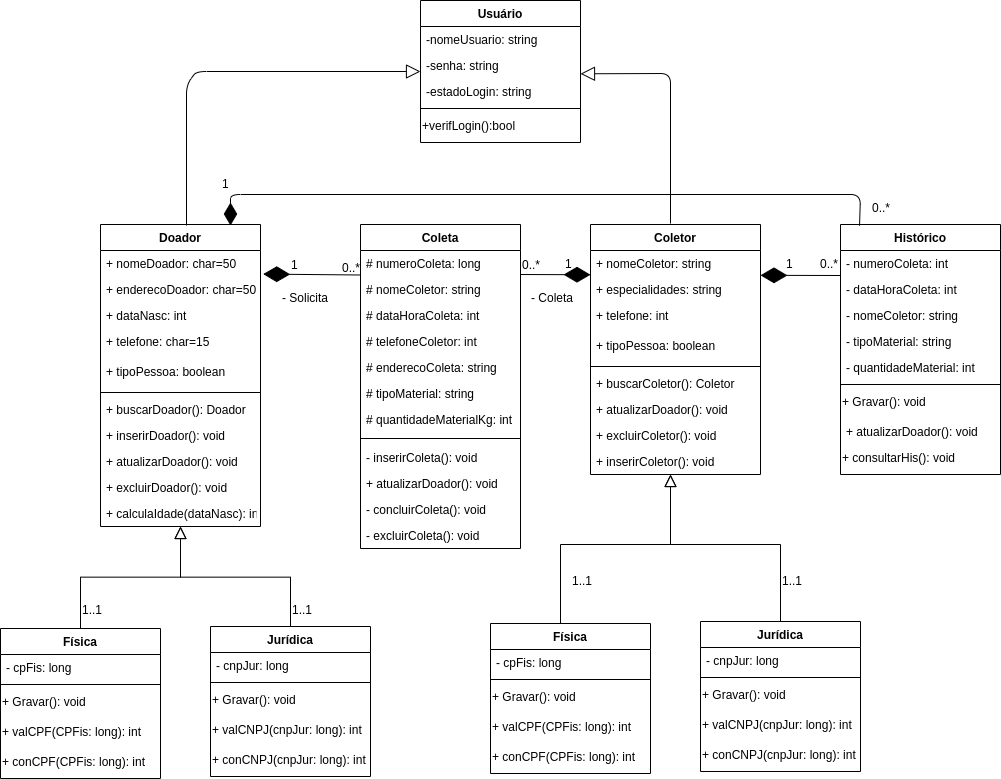 Usuário
-nomeUsuario: string
-senha: string
-estadoLogin: string
+verifLogin():bool
1
0..*
Doador
+ nomeDoador: char=50
+ enderecoDoador: char=50
+ dataNasc: int
+ telefone: char=15
+ tipoPessoa: boolean
+ buscarDoador(): Doador
+ inserirDoador(): void
+ atualizarDoador(): void
+ excluirDoador(): void
+ calculaIdade(dataNasc): in
1
0..*
- Solicita
Coleta
# numeroColeta: long
# nomeColetor: string
# dataHoraColeta: int
# telefoneColetor: int
# enderecoColeta: string
# tipoMaterial: string
# quantidadeMaterialKg: int
- inserirColeta(): void
+ atualizarDoador(): void
- concluirColeta(): void
- excluirColeta(): void
0..*
1
- Coleta
Coletor
+ nomeColetor: string
+ especialidades: string
+ telefone: int
+ tipoPessoa: boolean
+ buscarColetor(): Coletor
+ atualizarDoador(): void
+ excluirColetor(): void
+ inserirColetor(): void
1
0..*
Histórico
- numeroColeta: int
- dataHoraColeta: int
- nomeColetor: string
- tipoMaterial: string
- quantidadeMaterial: int
+ Gravar(): void
+ atualizarDoador(): void
+ consultarHis(): void
1..1
1..1
1..1
1..1
Física
- cpFis: long
+ Gravar(): void
+ valCPF(CPFis: long): int
+ conCPF(CPFis: long): int
Jurídica
- cnpJur: long
+ Gravar(): void
+ valCNPJ(cnpJur: long): int
+ conCNPJ(cnpJur: long): int
Física
- cpFis: long
+ Gravar(): void
+ valCPF(CPFis: long): int
+ conCPF(CPFis: long): int
Jurídica
- cnpJur: long
+ Gravar(): void
+ valCNPJ(cnpJur: long): int
+ conCNPJ(cnpJur: long): int